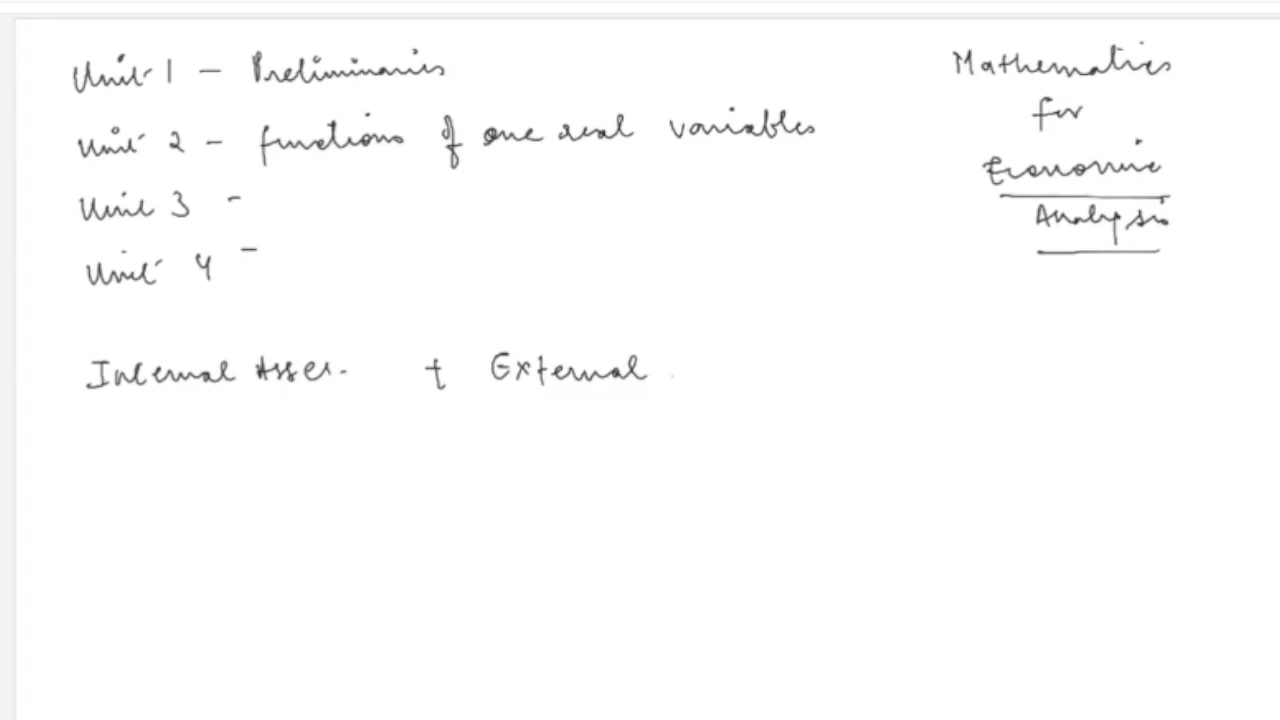 Unit 1 - Preliminaries
Unit 2 - functions of one real variables
Unit 3 -
Unit 4 -
Internal Asses. + External
Mathematics
for
Economic
Analysis